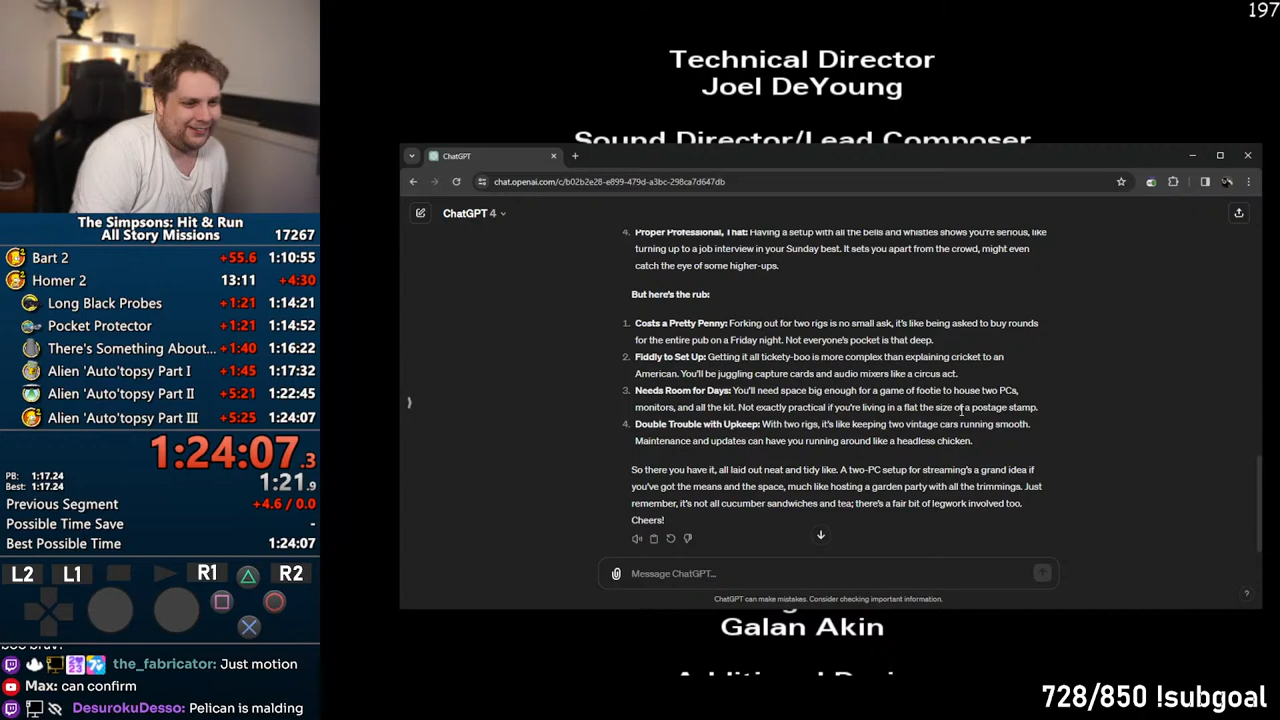 197
Technical Director
Joel DeYoung
Sound Director/Lead Composer
ChatGPT
chat.openai.com/c/b02b2e28-e899-479d-a3bc-298ca7d647db
ChatGPT 4
4. Proper Professional, That: Having a setup with all the bells and whistles shows you're serious, like
turning up to a job interview in your Sunday best. It sets you apart from the crowd, might even
catch the eye of some higher-ups.
But here's the rub:
1. Costs a Pretty Penny: Forking out for two rigs is no small ask, it's like being asked to buy rounds
for the entire pub on a Friday night. Not everyone's pocket is that deep.
2. Fiddly to Set Up: Getting it all tickety-boo is more complex than explaining cricket to an
American. You'll be juggling capture cards and audio mixers like a circus act.
3. Needs Room for Days: You'll need space big enough for a game of footie to house two PCs,
monitors, and all the kit. Not exactly practical if you're living in a flat the size of a postage stamp.
4. Double Trouble with Upkeep: With two rigs, it's like keeping two vintage cars running smooth.
Maintenance and updates can have you running around like a headless chicken.
So there you have it, all laid out neat and tidy like. A two-PC setup for streaming's a grand idea if
you've got the means and the space, much like hosting a garden party with all the trimmings. Just
remember, it's not all cucumber sandwiches and tea; there's a fair bit of legwork involved too.
Cheers!
Message ChatGPT...
ChatGPT can make mistakes. Consider checking important information.
?
Galan Akin
The Simpsons: Hit & Run
All Story Missions 17267
Bart 2 +55.6 1:10:55
Homer 2 13:11 +4:30
Long Black Probes +1:21 1:14:21
Pocket Protector +1:21 1:14:52
There's Something About... +1:40 1:16:22
Alien 'Auto'topsy Part I +1:45 1:17:32
Alien 'Auto'topsy Part II +5:21 1:22:45
Alien 'Auto'topsy Part III +5:25 1:24:07
1:24:07.3
PB: 1:17.24
Best: 1:17.24
1:21.9
Previous Segment +4.6 / 0.0
Possible Time Save -
Best Possible Time 1:24:07
L2 L1 R1 R2
the_fabricator: Just motion
Max: can confirm
DesurokuDesso: Pelican is malding
728/850 !subgoal